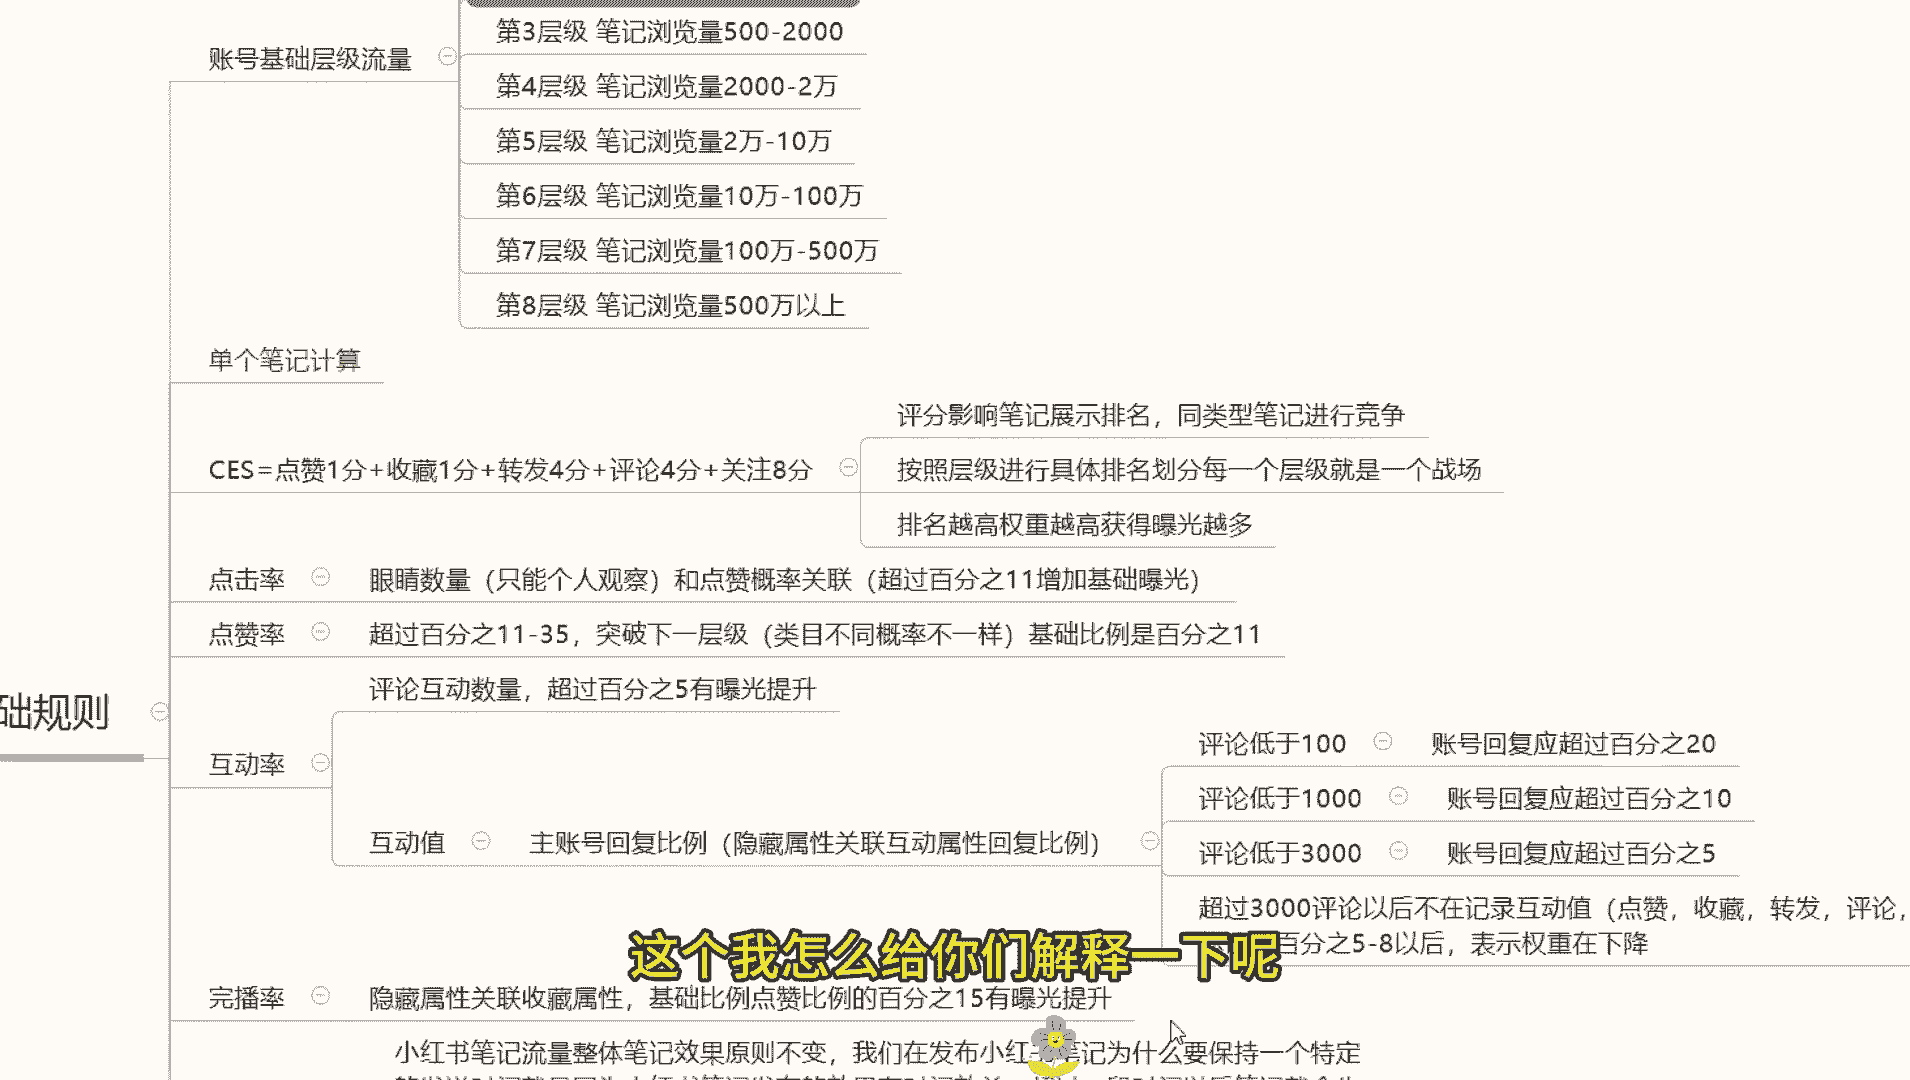 第3层级 笔记浏览量500-2000
账号基础层级流量
第4层级 笔记浏览量2000-2万
第5层级 笔记浏览量2万-10万
第6层级 笔记浏览量10万-100万
第7层级 笔记浏览量100万-500万
第8层级 笔记浏览量500万以上
单个笔记计算
评分影响笔记展示排名，同类型笔记进行竞争
CES=点赞1分+收藏1分+转发4分+评论4分+关注8分
按照层级进行具体排名划分每一个层级就是一个战场
排名越高权重越高获得曝光越多
点击率 眼睛数量（只能个人观察）和点赞概率关联（超过百分之11增加基础曝光）
点赞率 超过百分之11-35，突破下一层级（类目不同概率不一样）基础比例是百分之11
评论互动数量，超过百分之5有曝光提升
础规则
互动率
评论低于100 账号回复应超过百分之20
评论低于1000 账号回复应超过百分之10
互动值 主账号回复比例（隐藏属性关联互动属性回复比例）
评论低于3000 账号回复应超过百分之5
超过3000评论以后不在记录互动值（点赞，收藏，转发，评论，
百分之5-8以后，表示权重在下降
这个我怎么给你们解释一下呢
完播率 隐藏属性关联收藏属性，基础比例点赞比例的百分之15有曝光提升
小红书笔记流量整体笔记效果原则不变，我们在发布小红书笔记为什么要保持一个特定